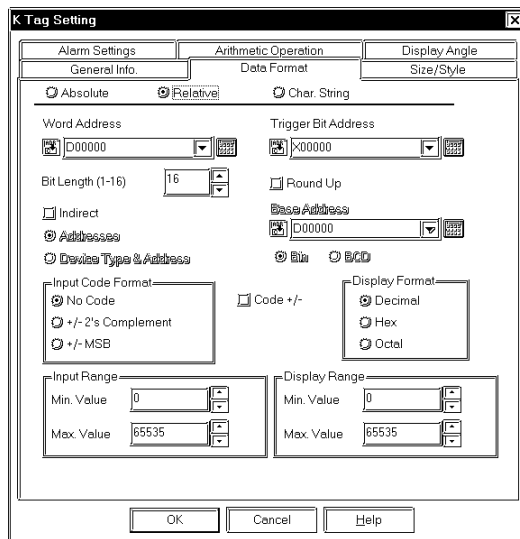 K Tag Setting
Alarm Settings Arithmetic Operation Display Angle
General Info. Data Format Size/Style
Absolute Relative Char. String
Word Address Trigger Bit Address
D00000 X00000
Bit Length (1-16) 16 Round Up
Indirect Base Address
D00000
Addresses Bin BCD
Device Type & Address
Input Code Format Display Format
No Code Code +/- Decimal
+/- 2's Complement Hex
+/- MSB Octal
Input Range Display Range
Min. Value 0 Min. Value 0
Max. Value 65535 Max. Value 65535
OK Cancel Help